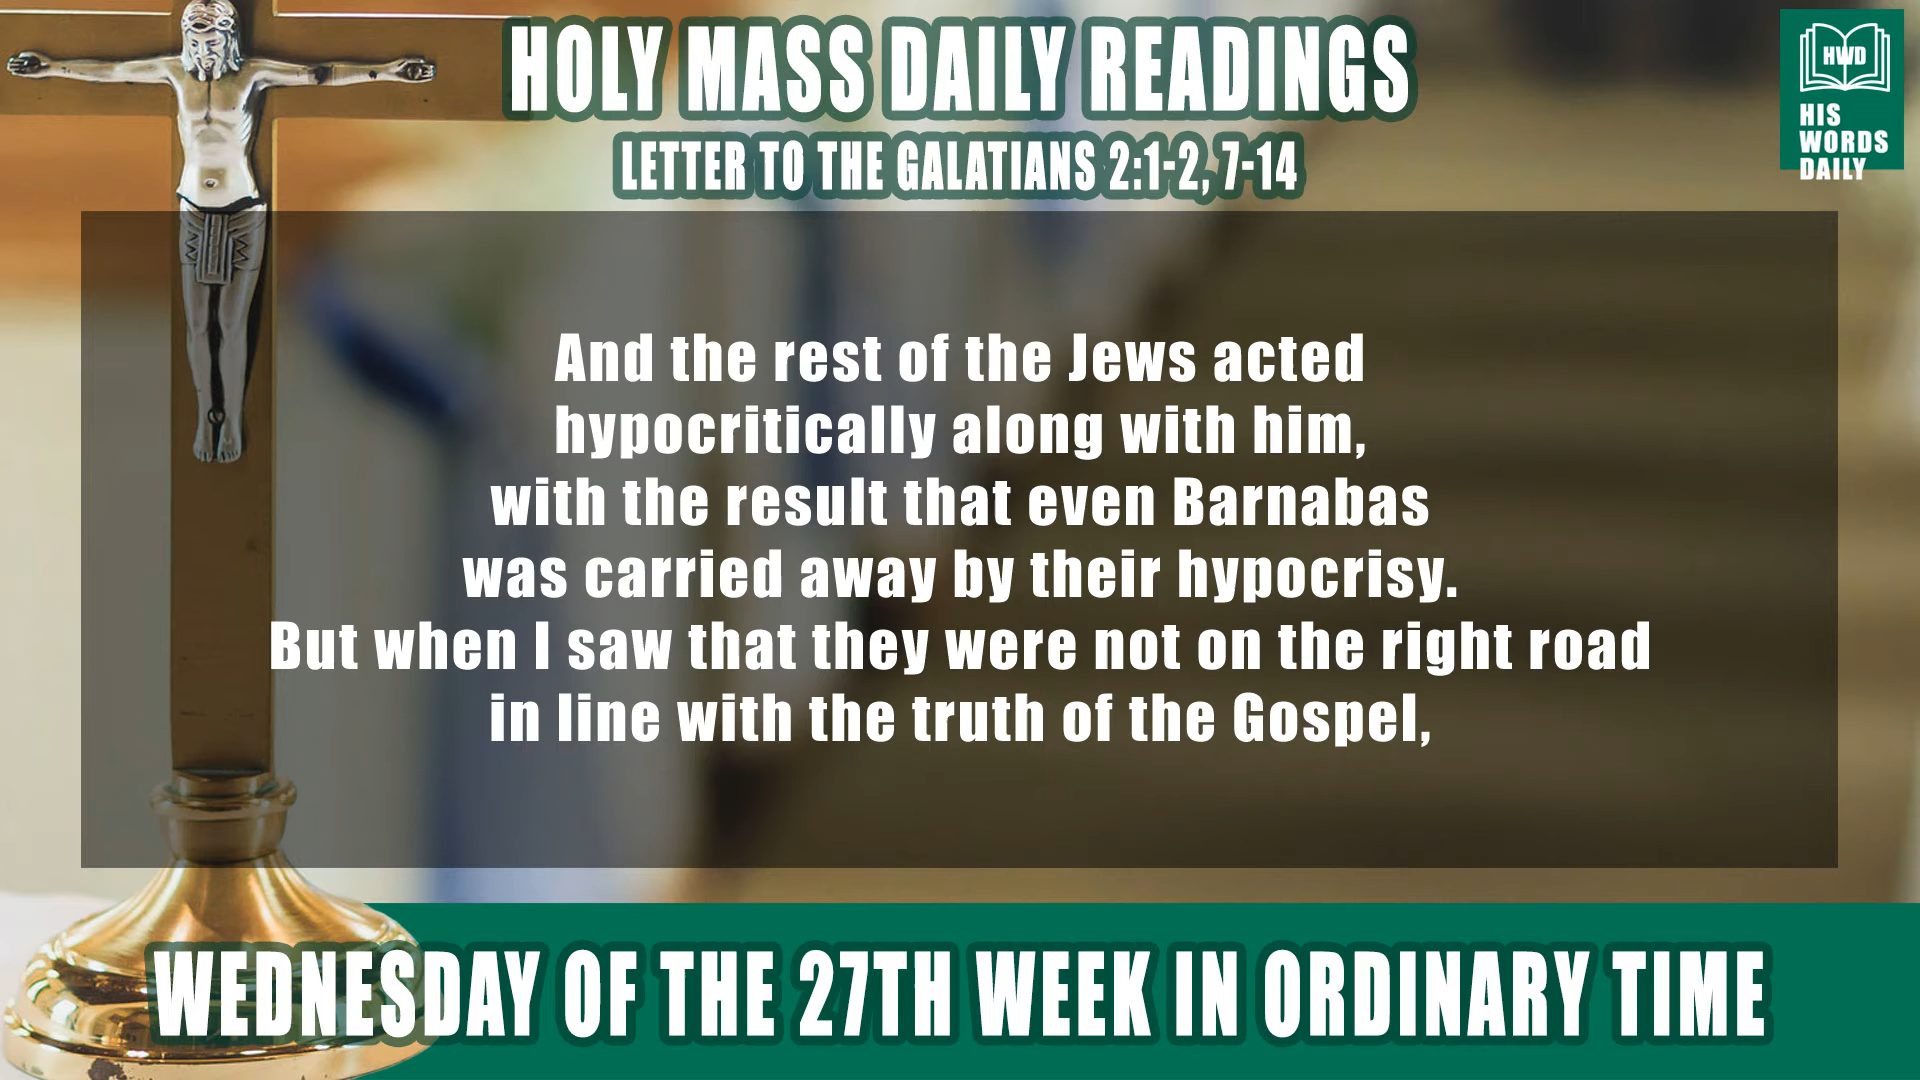 HOLY MASS DAILY READINGS
LETTER TO THE GALATIANS 2:1-2, 7-14
HWD
HIS
WORDS
DAILY
And the rest of the Jews acted
hypocritically along with him,
with the result that even Barnabas
was carried away by their hypocrisy.
But when I saw that they were not on the right road
in line with the truth of the Gospel,
WEDNESDAY OF THE 27TH WEEK IN ORDINARY TIME